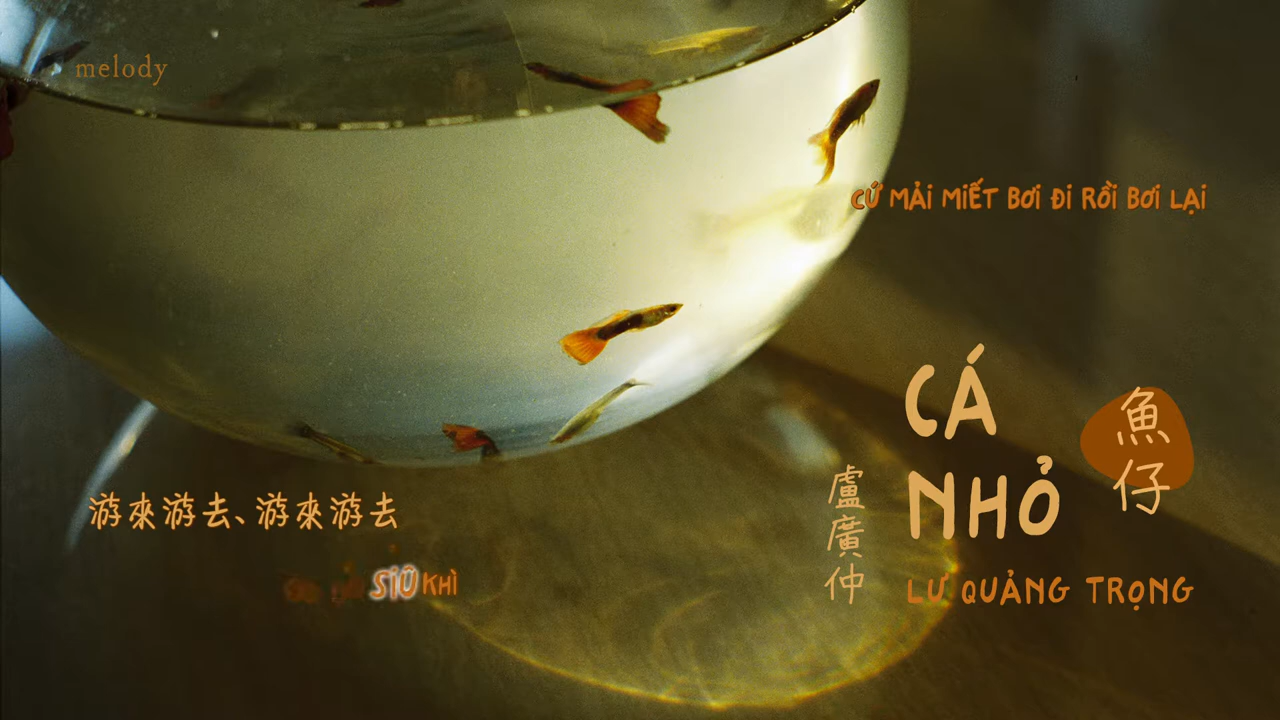 melody
CỨ MẢI MIẾT BƠI ĐI RỒI BƠI LẠI
CÁ
NHỎ
魚仔
盧廣仲
LƯ QUẢNG TRỌNG
游來游去、游來游去
SIÛ KHÌ